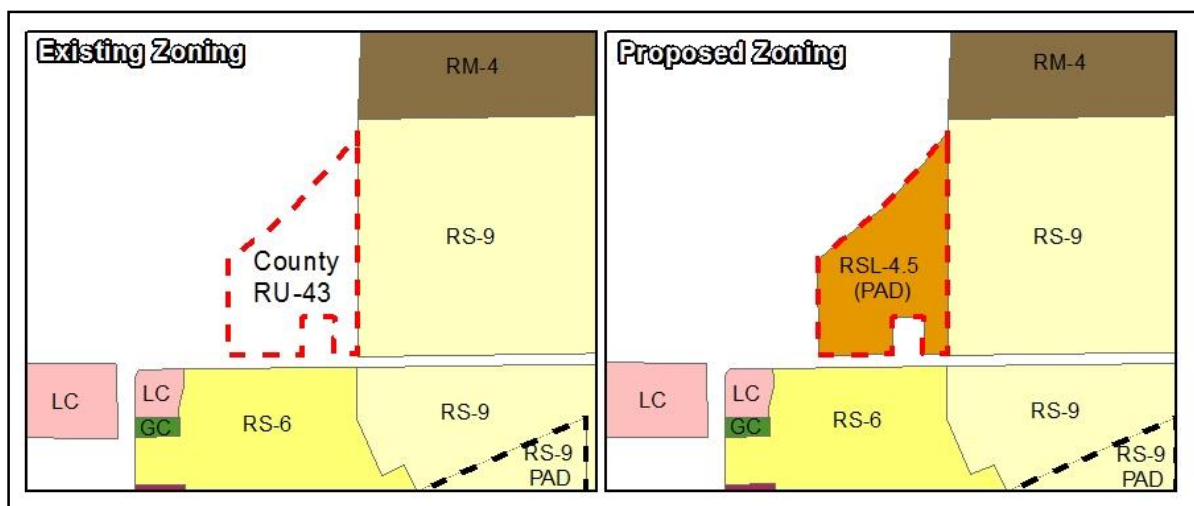 Existing Zoning
RM-4
RS-9
County
RU-43
LC
LC
GC
RS-6
RS-9
RS-9
PAD
Proposed Zoning
RM-4
RS-9
RSL-4.5
(PAD)
LC
LC
GC
RS-6
RS-9
RS-9
PAD